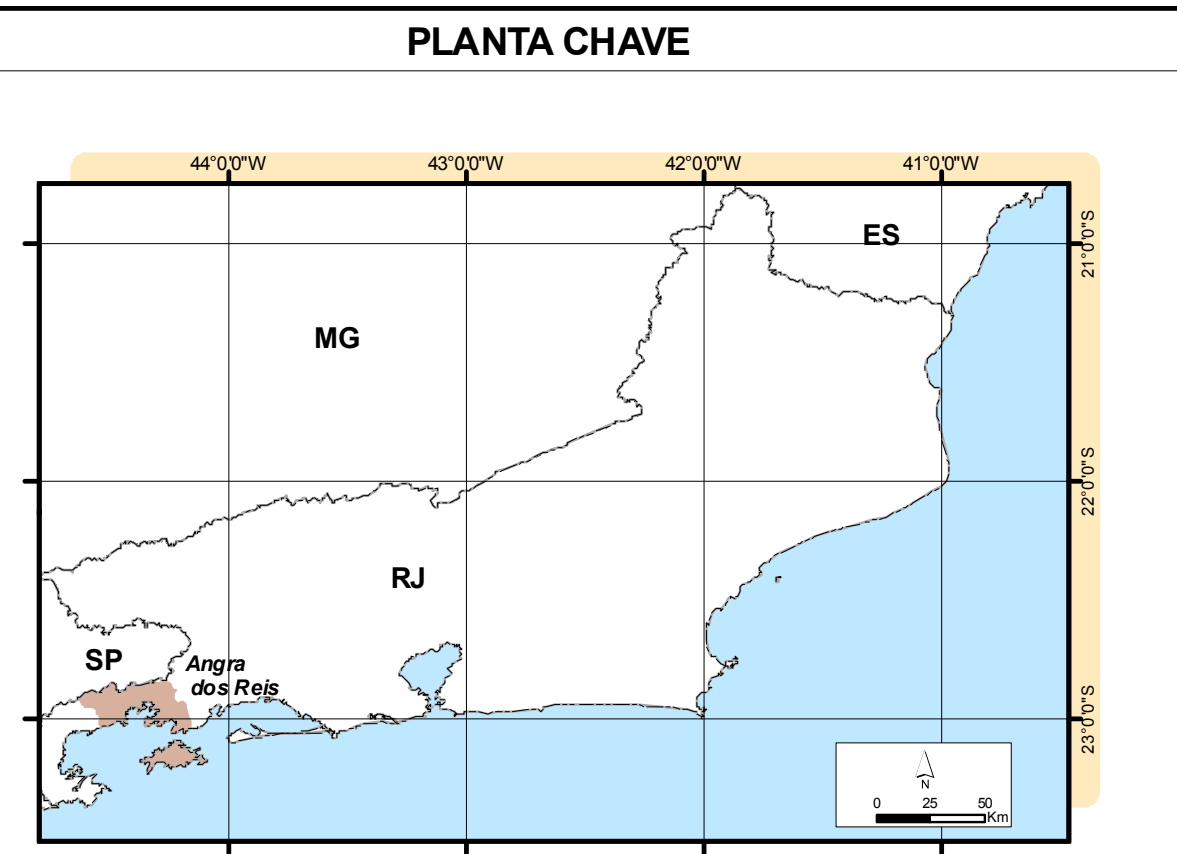 PLANTA CHAVE
44°0'0"W 43°0'0"W 42°0'0"W 41°0'0"W
ES
21°0'0"S
MG
22°0'0"S
RJ
SP
Angra
dos Reis
23°0'0"S
N
0 25 50
Km